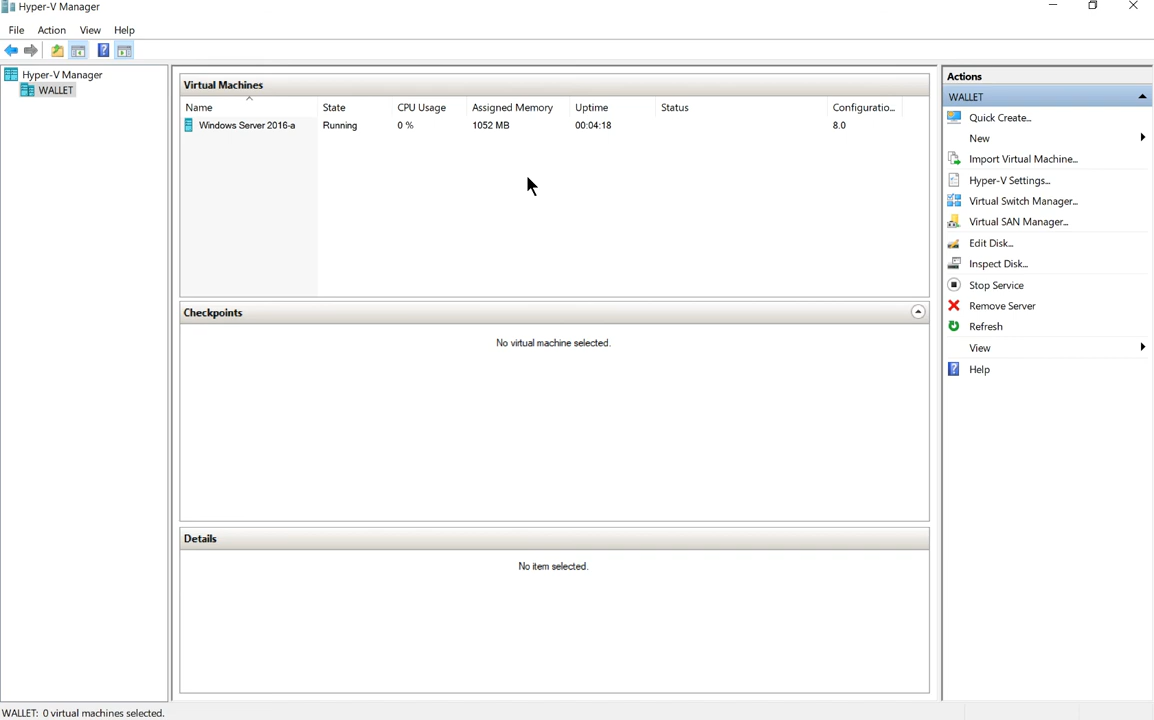 Hyper-V Manager
File Action View Help
Hyper-V Manager
WALLET
Virtual Machines
Name State CPU Usage Assigned Memory Uptime Status Configuratio...
Windows Server 2016-a Running 0 % 1052 MB 00:04:18 8.0
Checkpoints
No virtual machine selected.
Details
No item selected.
Actions
WALLET
Quick Create...
New
Import Virtual Machine...
Hyper-V Settings...
Virtual Switch Manager...
Virtual SAN Manager...
Edit Disk...
Inspect Disk...
Stop Service
Remove Server
Refresh
View
Help
WALLET: 0 virtual machines selected.